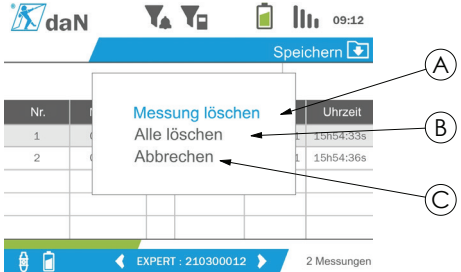 daN 09:12
Speichern
A
Nr. Uhrzeit
Messung löschen
1 15h54:33s
Alle löschen
B
2 15h54:36s
Abbrechen
C
EXPERT : 210300012 2 Messungen